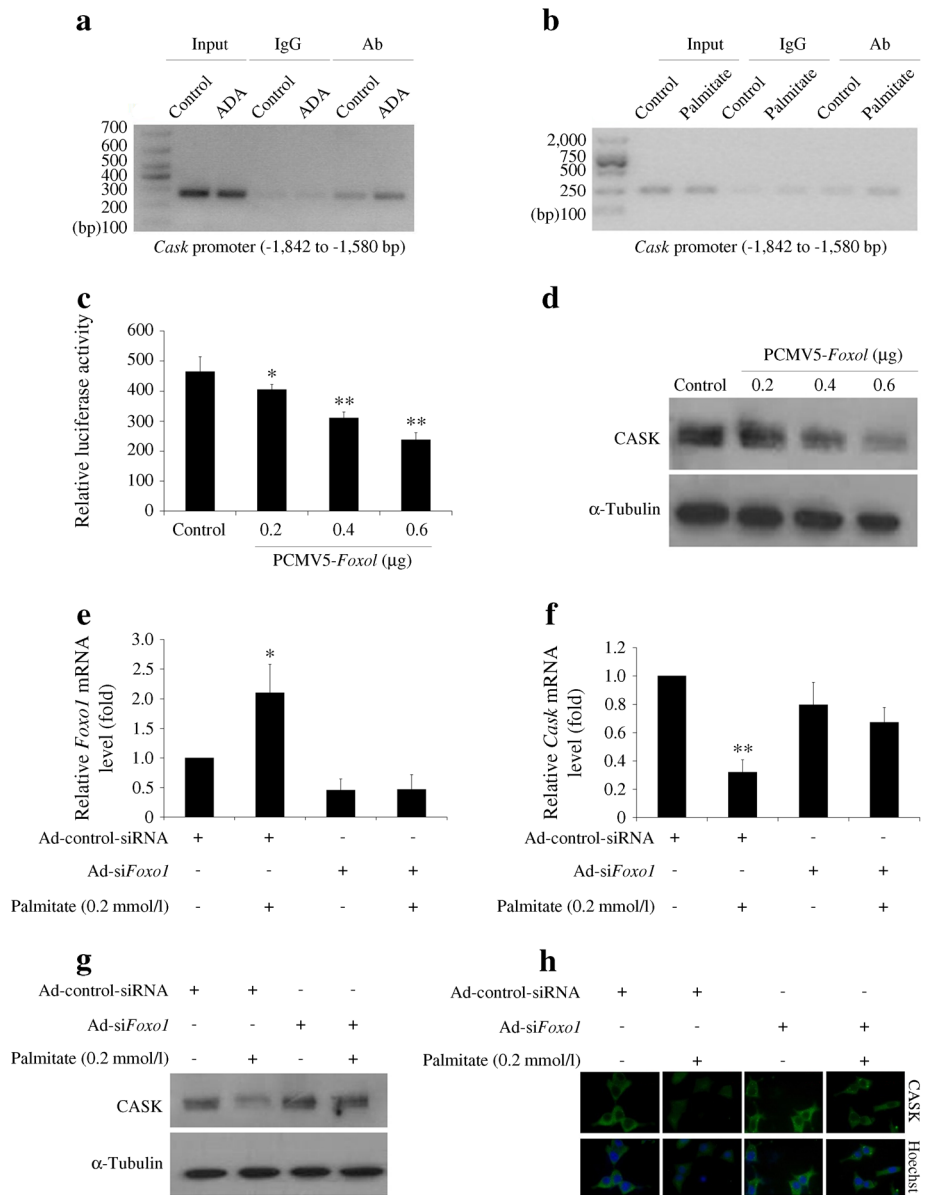 a
Input IgG Ab
Control ADA Control ADA Control ADA
700
600
500
400
300
200
(bp)100
Cask promoter (-1,842 to -1,580 bp)
b
Input IgG Ab
Control Palmitate Control Palmitate Control Palmitate
2,000
750
500
250
(bp)100
Cask promoter (-1,842 to -1,580 bp)
c
Relative luciferase activity
600
500
400
300
200
100
0
* ** **
Control 0.2 0.4 0.6
PCMV5-Foxol (µg)
d
PCMV5-Foxol (µg)
Control 0.2 0.4 0.6
CASK
α-Tubulin
e
Relative Foxo1 mRNA
level (fold)
3.0
2.5
2.0
1.0
0.5
0
*
Ad-control-siRNA + + - -
Ad-siFoxo1 - - + +
Palmitate (0.2 mmol/l) - + - +
f
Relative Cask mRNA
level (fold)
1.2
1.0
0.8
0.6
0.4
0.2
0
**
Ad-control-siRNA + + - -
Ad-siFoxo1 - - + +
Palmitate (0.2 mmol/l) - + - +
g
Ad-control-siRNA + + - -
Ad-siFoxo1 - - + +
Palmitate (0.2 mmol/l) - + - +
CASK
α-Tubulin
h
Ad-control-siRNA + + - -
Ad-siFoxo1 - - + +
Palmitate (0.2 mmol/l) - + - +
CASK
Hoechst